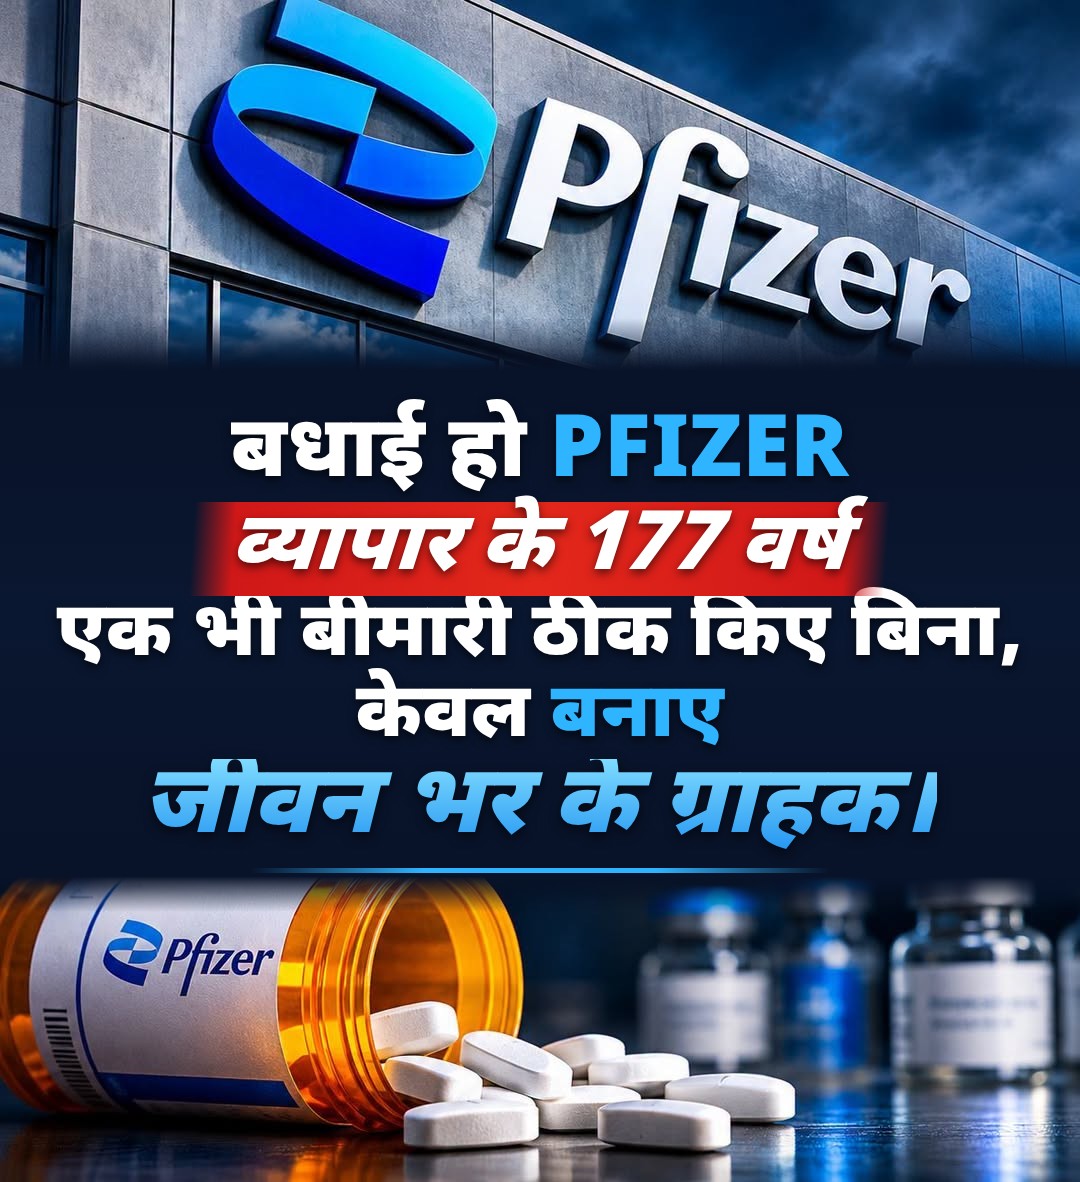 Pfizer
बधाई हो PFIZER
व्यापार के 177 वर्ष
एक भी बीमारी ठीक किए बिना,
केवल बनाए
जीवन भर के ग्राहक।
Pfizer